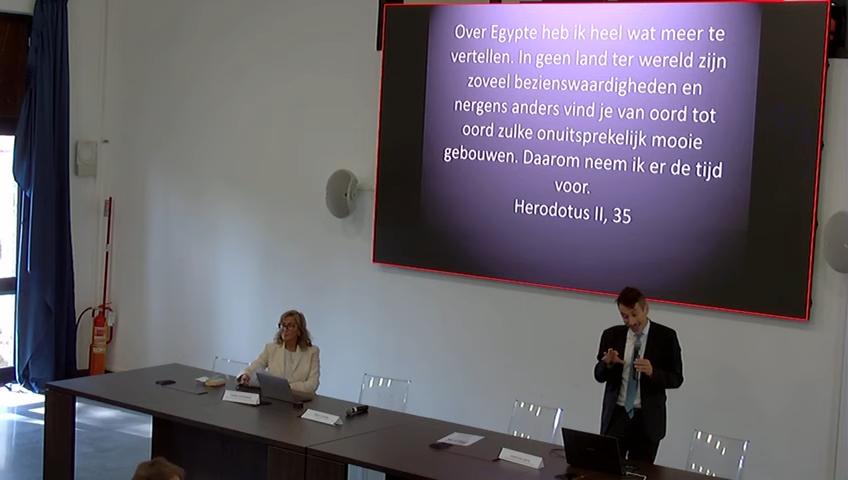 Over Egypte heb ik heel wat meer te
vertellen. In geen land ter wereld zijn
zoveel bezienswaardigheden en
nergens anders vind je van oord tot
oord zulke onuitsprekelijk mooie
gebouwen. Daarom neem ik er de tijd
voor.
Herodotus II, 35